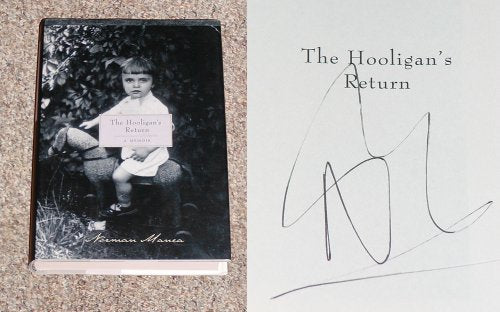 The Hooligan's
Return
A MEMOIR
Norman Manea
The Hooligan's
Return